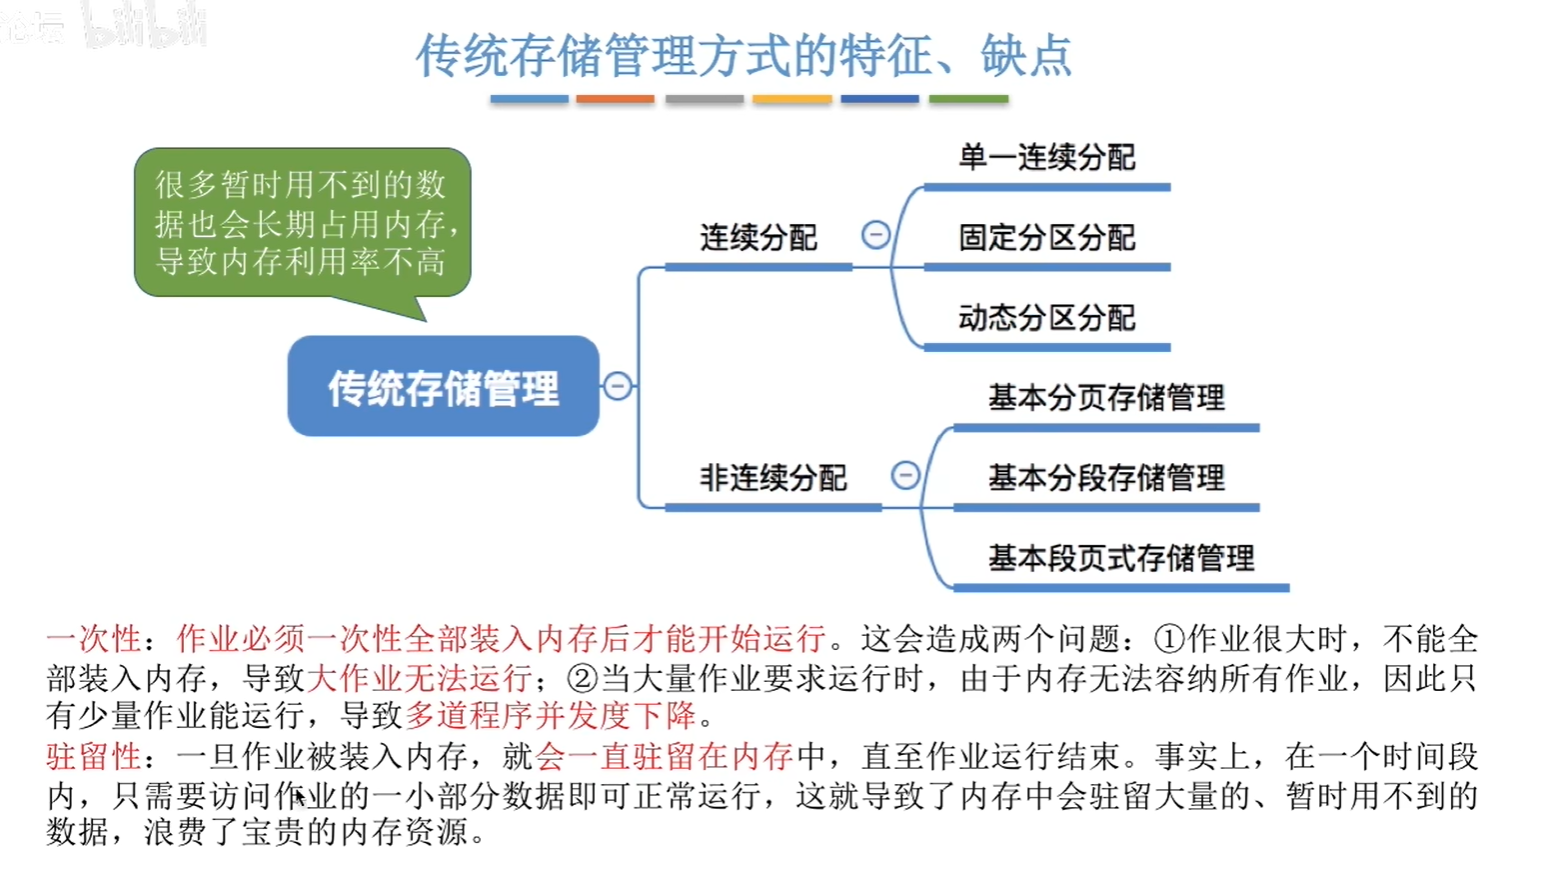 论坛 bilibili
传统存储管理方式的特征、缺点
很多暂时用不到的数
据也会长期占用内存，
导致内存利用率不高
传统存储管理
连续分配
单一连续分配
固定分区分配
动态分区分配
非连续分配
基本分页存储管理
基本分段存储管理
基本段页式存储管理
一次性：作业必须一次性全部装入内存后才能开始运行。这会造成两个问题：①作业很大时，不能全
部装入内存，导致大作业无法运行；②当大量作业要求运行时，由于内存无法容纳所有作业，因此只
有少量作业能运行，导致多道程序并发度下降。
驻留性：一旦作业被装入内存，就会一直驻留在内存中，直至作业运行结束。事实上，在一个时间段
内，只需要访问作业的一小部分数据即可正常运行，这就导致了内存中会驻留大量的、暂时用不到的
数据，浪费了宝贵的内存资源。